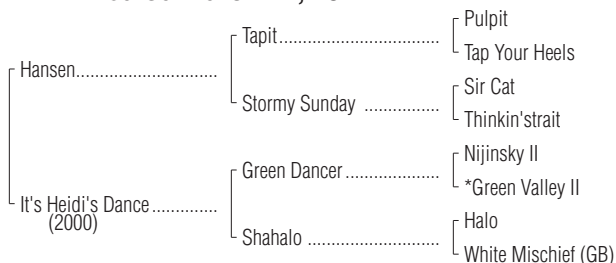 Pulpit
Tapit
Tap Your Heels
Hansen
Sir Cat
Stormy Sunday
Thinkin'strait
Nijinsky II
Green Dancer
*Green Valley II
It's Heidi's Dance
(2000)
Halo
Shahalo
White Mischief (GB)